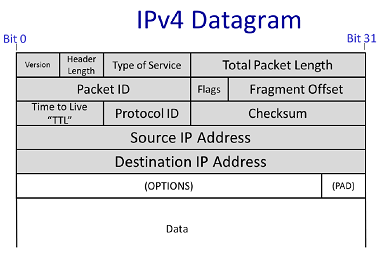 IPv4 Datagram
Bit 0 Bit 31
Version Header Length Type of Service Total Packet Length
Packet ID Flags Fragment Offset
Time to Live "TTL" Protocol ID Checksum
Source IP Address
Destination IP Address
(OPTIONS) (PAD)
Data